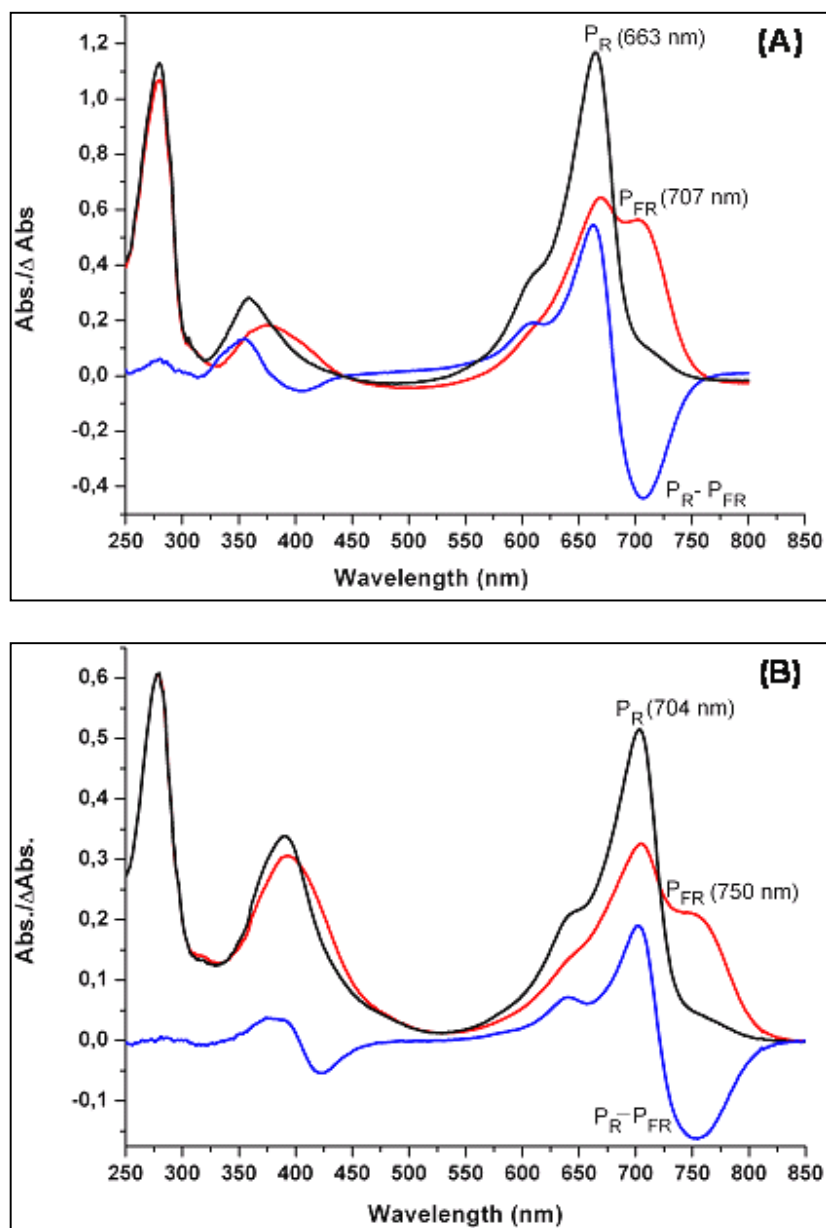 (A)
P_R (663 nm)
P_FR (707 nm)
P_R- P_FR
Abs./Δ Abs
1,2
1,0
0,8
0,6
0,4
0,2
0,0
-0,2
-0,4
250 300 350 400 450 500 550 600 650 700 750 800 850
Wavelength (nm)
(B)
P_R (704 nm)
P_FR (750 nm)
P_R–P_FR
Abs./ΔAbs.
0,6
0,5
0,4
0,3
0,2
0,1
0,0
-0,1
250 300 350 400 450 500 550 600 650 700 750 800 850
Wavelength (nm)